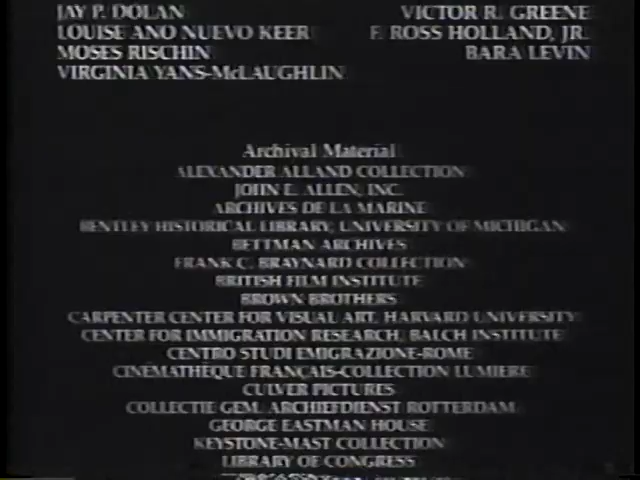 JAY P. DOLAN VICTOR R. GREENE
LOUISE ANO NUEVO KEER F. ROSS HOLLAND, JR.
MOSES RISCHIN BARA LEVIN
VIRGINIA YANS-McLAUGHLIN
Archival Material
ALEXANDER ALLAND COLLECTION
JOHN E. ALLEN, INC.
ARCHIVES DE LA MARINE
BENTLEY HISTORICAL LIBRARY, UNIVERSITY OF MICHIGAN
BETTMAN ARCHIVES
FRANK C. BRAYNARD COLLECTION
BRITISH FILM INSTITUTE
BROWN BROTHERS
CARPENTER CENTER FOR VISUAL ART, HARVARD UNIVERSITY
CENTER FOR IMMIGRATION RESEARCH, BALCH INSTITUTE
CENTRO STUDI EMIGRAZIONE-ROME
CINÉMATHÈQUE FRANÇAIS-COLLECTION LUMIERE
CULVER PICTURES
COLLECTIE GEM. ARCHIEFDIENST ROTTERDAM
GEORGE EASTMAN HOUSE
KEYSTONE-MAST COLLECTION
LIBRARY OF CONGRESS